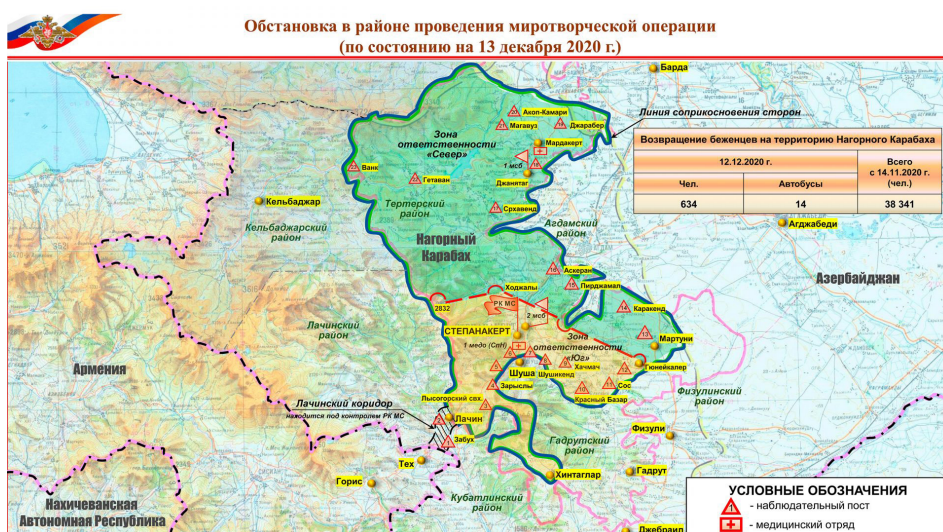 Обстановка в районе проведения миротворческой операции
(по состоянию на 13 декабря 2020 г.)
Барда
Линия соприкосновения сторон
Возвращение беженцев на территорию Нагорного Карабаха
12.12.2020 г.
Всего
с 14.11.2020 г.
(чел.)
Чел.
Автобусы
634
14
38 341
Агджабеди
Азербайджан
Зона
ответственности
«Север»
Акоп-Камари
Магавуз
Джарабер
Мардакерт
1 мсб
Джанятаг
Ванк
Гетаван
Срхавенд
Тертерский
район
Кельбаджар
Кельбаджарский
район
Нагорный
Карабах
Агдамский
район
Аскеран
Пирджамал
Ходжалы
РК МС
2832
2 мсб
СТЕПАНАКЕРТ
1 медо (СпН)
Зона
ответственности
«Юг»
Каракенд
Мартуни
Гюнейкалер
Лачинский
район
Шуша
Шушикенд
Хачмач
Сос
Красный Базар
Зарыслы
Лысогорский свх.
Армения
Лачинский коридор
находится под контролем РК МС
Лачин
Забух
Тех
Горис
Физулинский
район
Физули
Гадрутский
район
Гадрут
Хинтаглар
Кубатлинский
район
Джебраил
Нахичеванская
Автономная Республика
УСЛОВНЫЕ ОБОЗНАЧЕНИЯ
- наблюдательный пост
- медицинский отряд